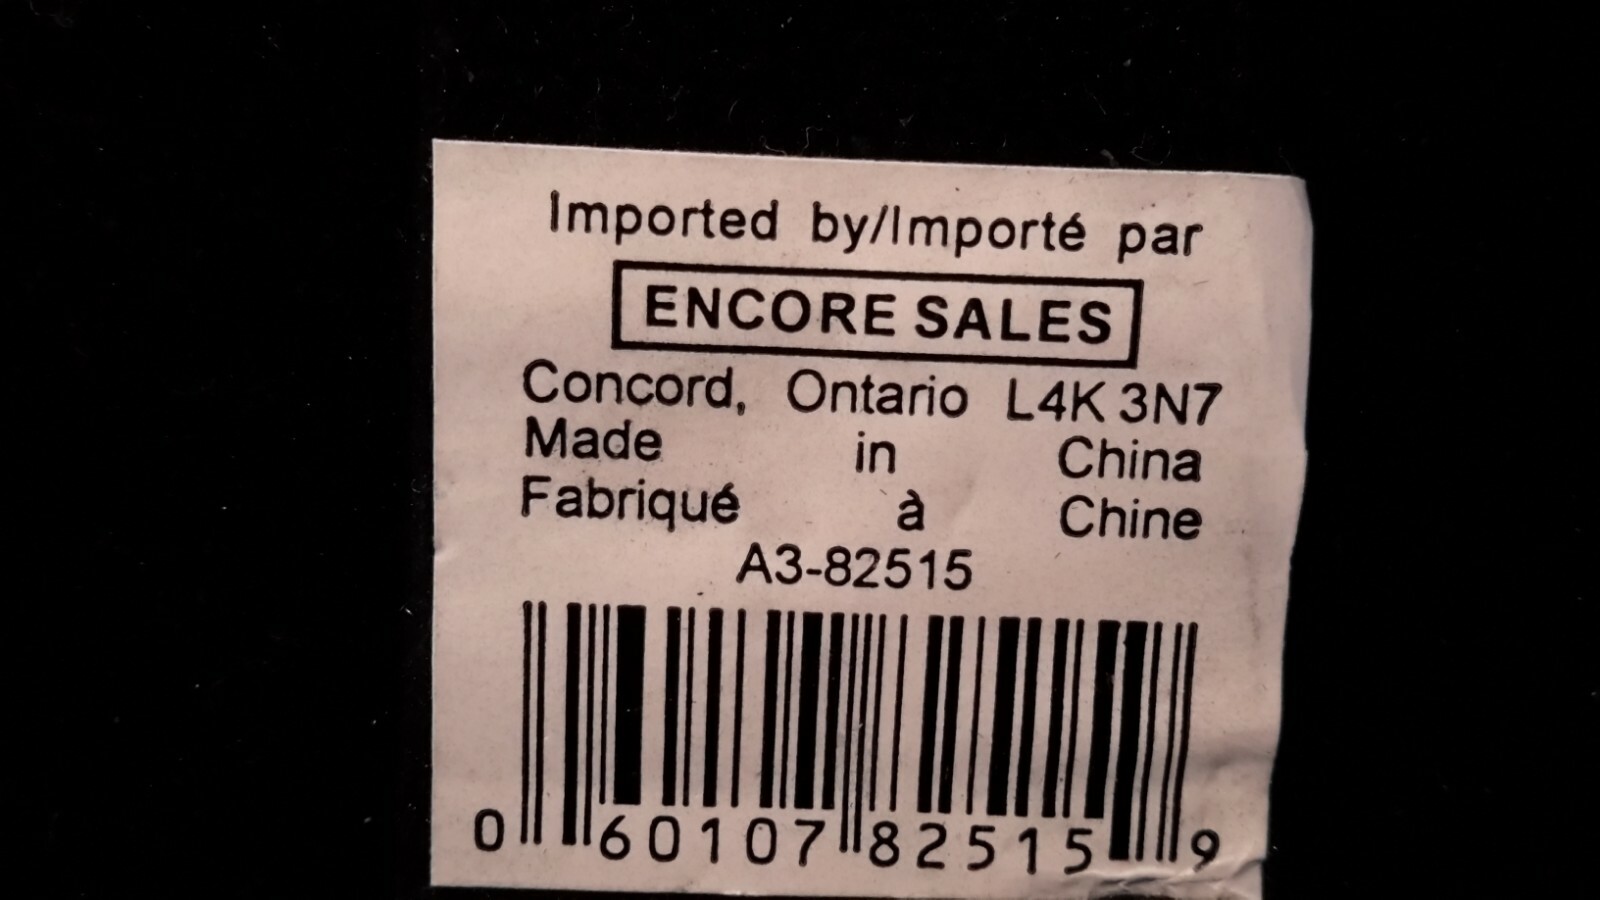 Imported by/Importé par
ENCORE SALES
Concord, Ontario L4K 3N7
Made in China
Fabriqué à Chine
A3-82515
0 60107 82515 9